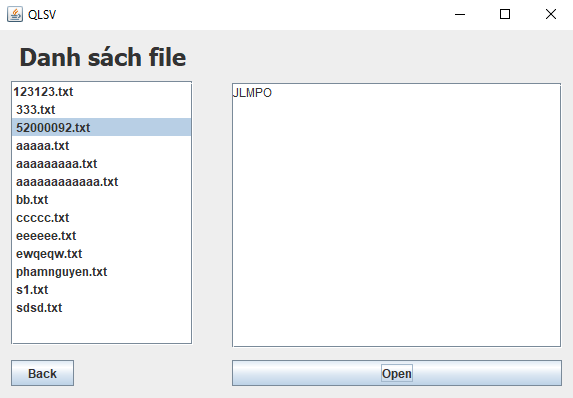 QLSV
Danh sách file
123123.txt
333.txt
52000092.txt
aaaaa.txt
aaaaaaaaa.txt
aaaaaaaaaaaa.txt
bb.txt
ccccc.txt
eeeeee.txt
ewqeqw.txt
phamnguyen.txt
s1.txt
sdsd.txt
JLMPO
Back
Open